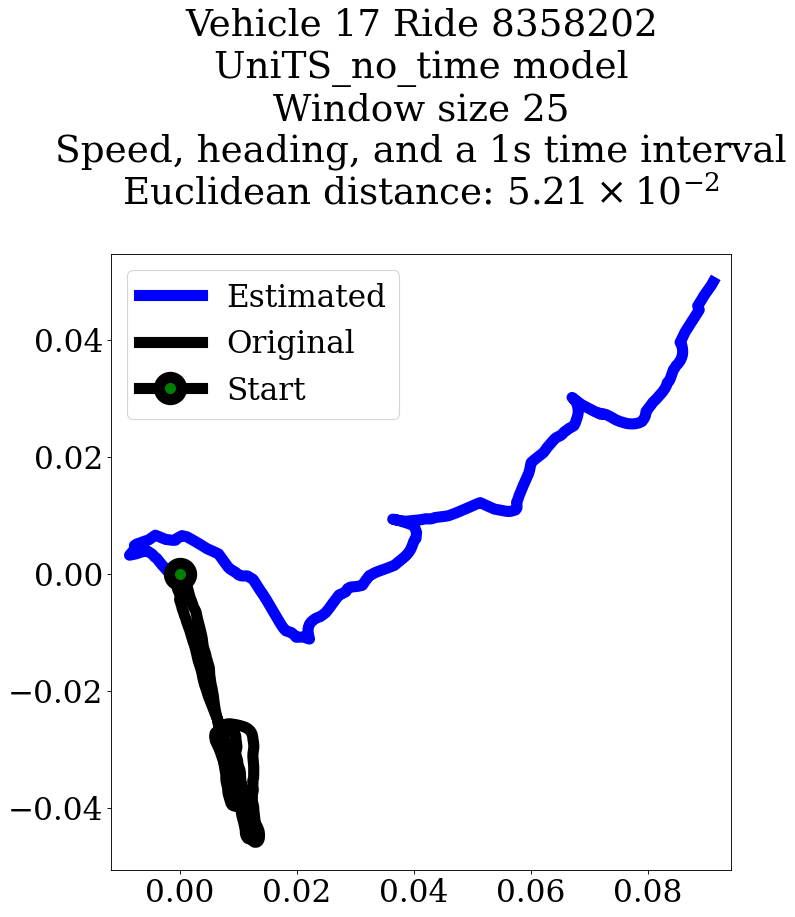 Vehicle 17 Ride 8358202
UniTS_no_time model
Window size 25
Speed, heading, and a 1s time interval
Euclidean distance: 5.21 × 10⁻²
Estimated
Original
Start
0.04
0.02
0.00
−0.02
−0.04
0.00 0.02 0.04 0.06 0.08